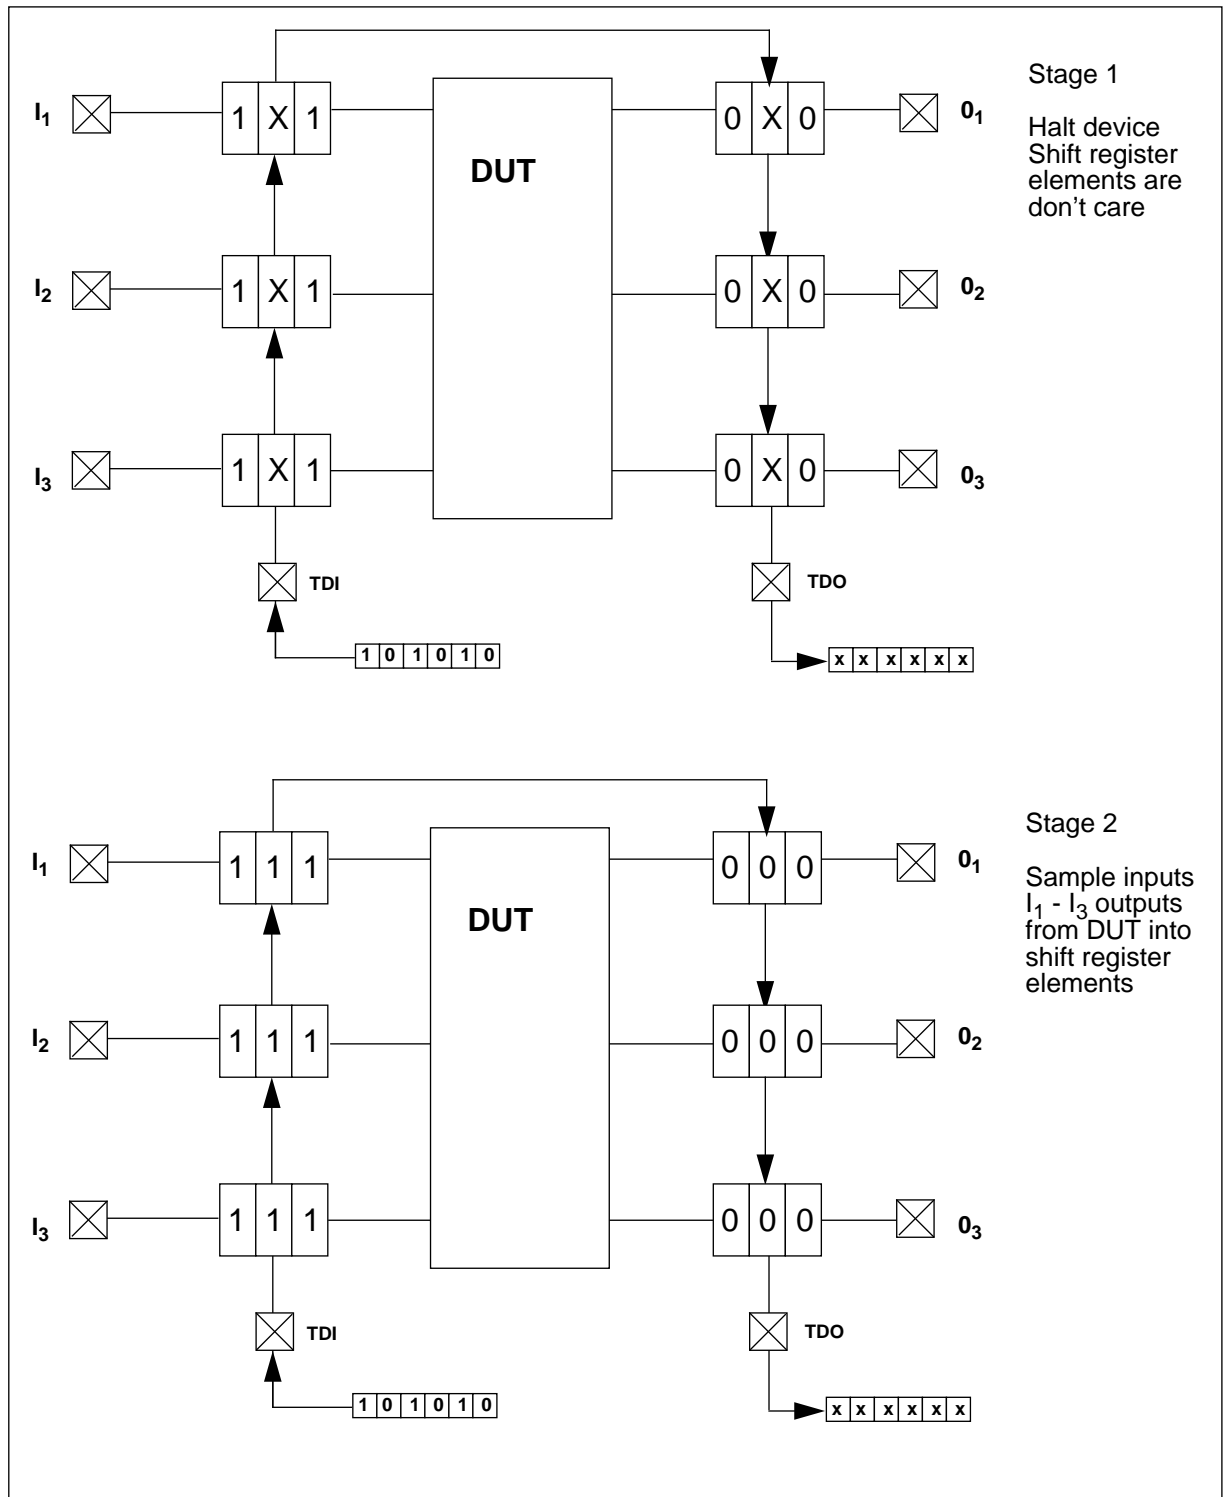 Stage 1
I1 1 X 1 DUT 0 X 0 01
Halt device
Shift register
elements are
don't care
I2 1 X 1 0 X 0 02
I3 1 X 1 0 X 0 03
TDI TDO
1 0 1 0 1 0 x x x x x x
Stage 2
I1 1 1 1 DUT 0 0 0 01
Sample inputs
I1 - I3 outputs
from DUT into
shift register
elements
I2 1 1 1 0 0 0 02
I3 1 1 1 0 0 0 03
TDI TDO
1 0 1 0 1 0 x x x x x x